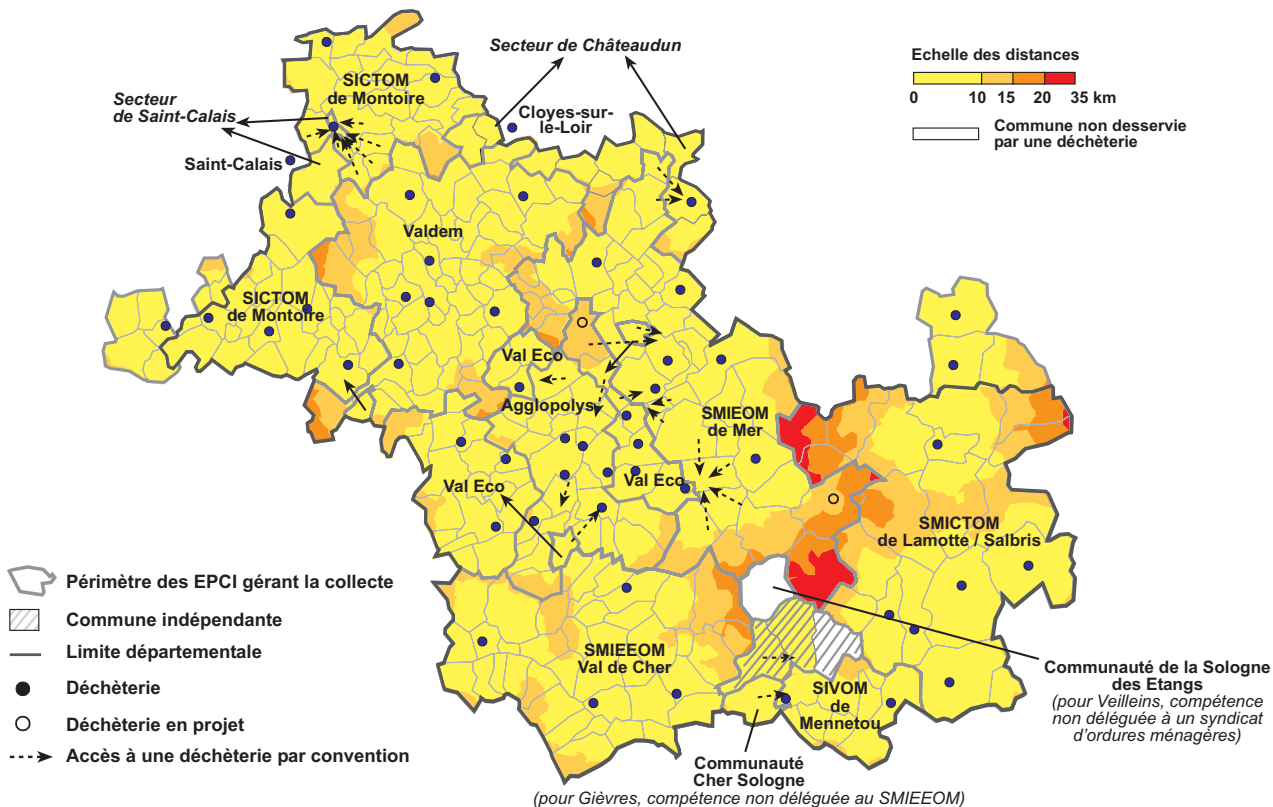 Secteur de Châteaudun
Echelle des distances
0 10 15 20 35 km
Commune non desservie
par une déchèterie
SICTOM
de Montoire
Secteur
de Saint-Calais
Cloyes-sur-
le-Loir
Saint-Calais
Valdem
SICTOM
de Montoire
Val Eco
Agglopolys
SMIEOM
de Mer
Val Eco
Val Eco
SMICTOM
de Lamotte / Salbris
Périmètre des EPCI gérant la collecte
Commune indépendante
Limite départementale
Déchèterie
Déchèterie en projet
Accès à une déchèterie par convention
SMIEEOM
Val de Cher
SIVOM
de
Mennetou
Communauté de la Sologne
des Etangs
(pour Veilleins, compétence
non déléguée à un syndicat
d'ordures ménagères)
Communauté
Cher Sologne
(pour Gièvres, compétence non déléguée au SMIEEOM)